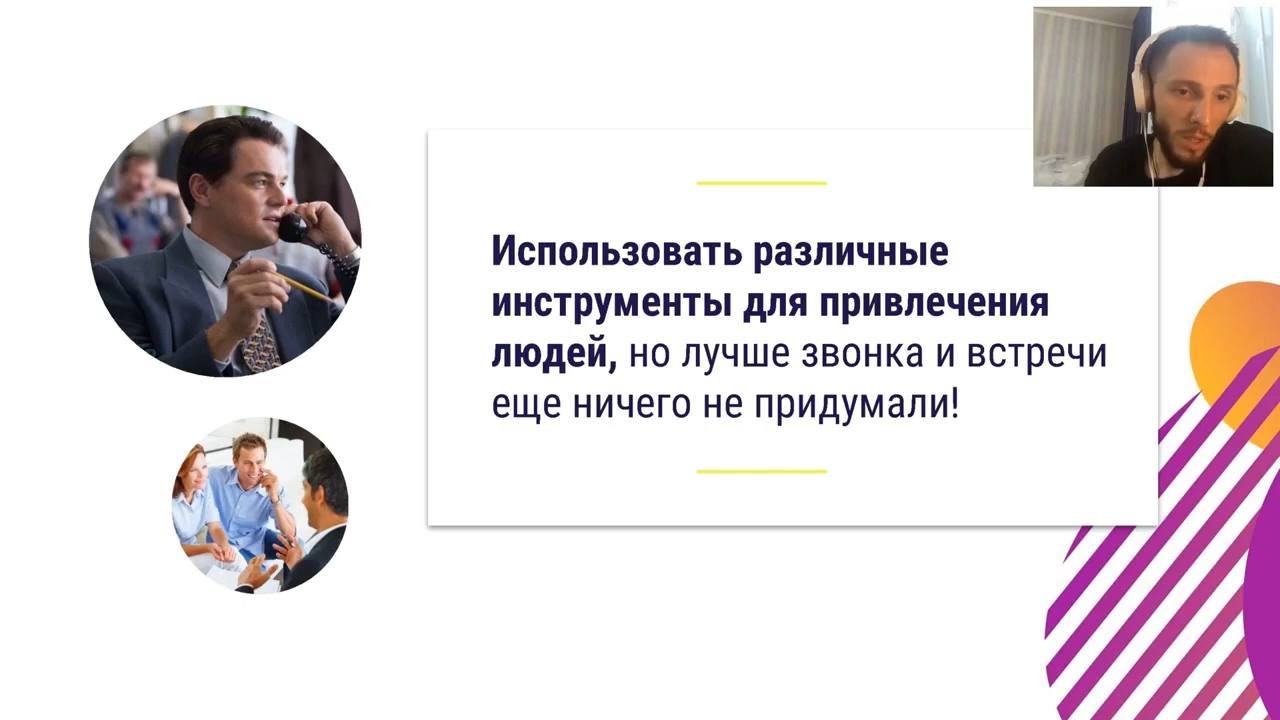 Использовать различные
инструменты для привлечения
людей, но лучше звонка и встречи
еще ничего не придумали!